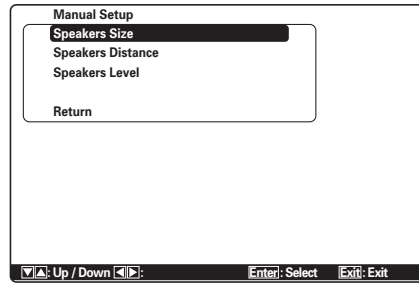 Manual Setup
Speakers Size
Speakers Distance
Speakers Level
Return
▼▲: Up / Down ◀▶: Enter: Select Exit: Exit